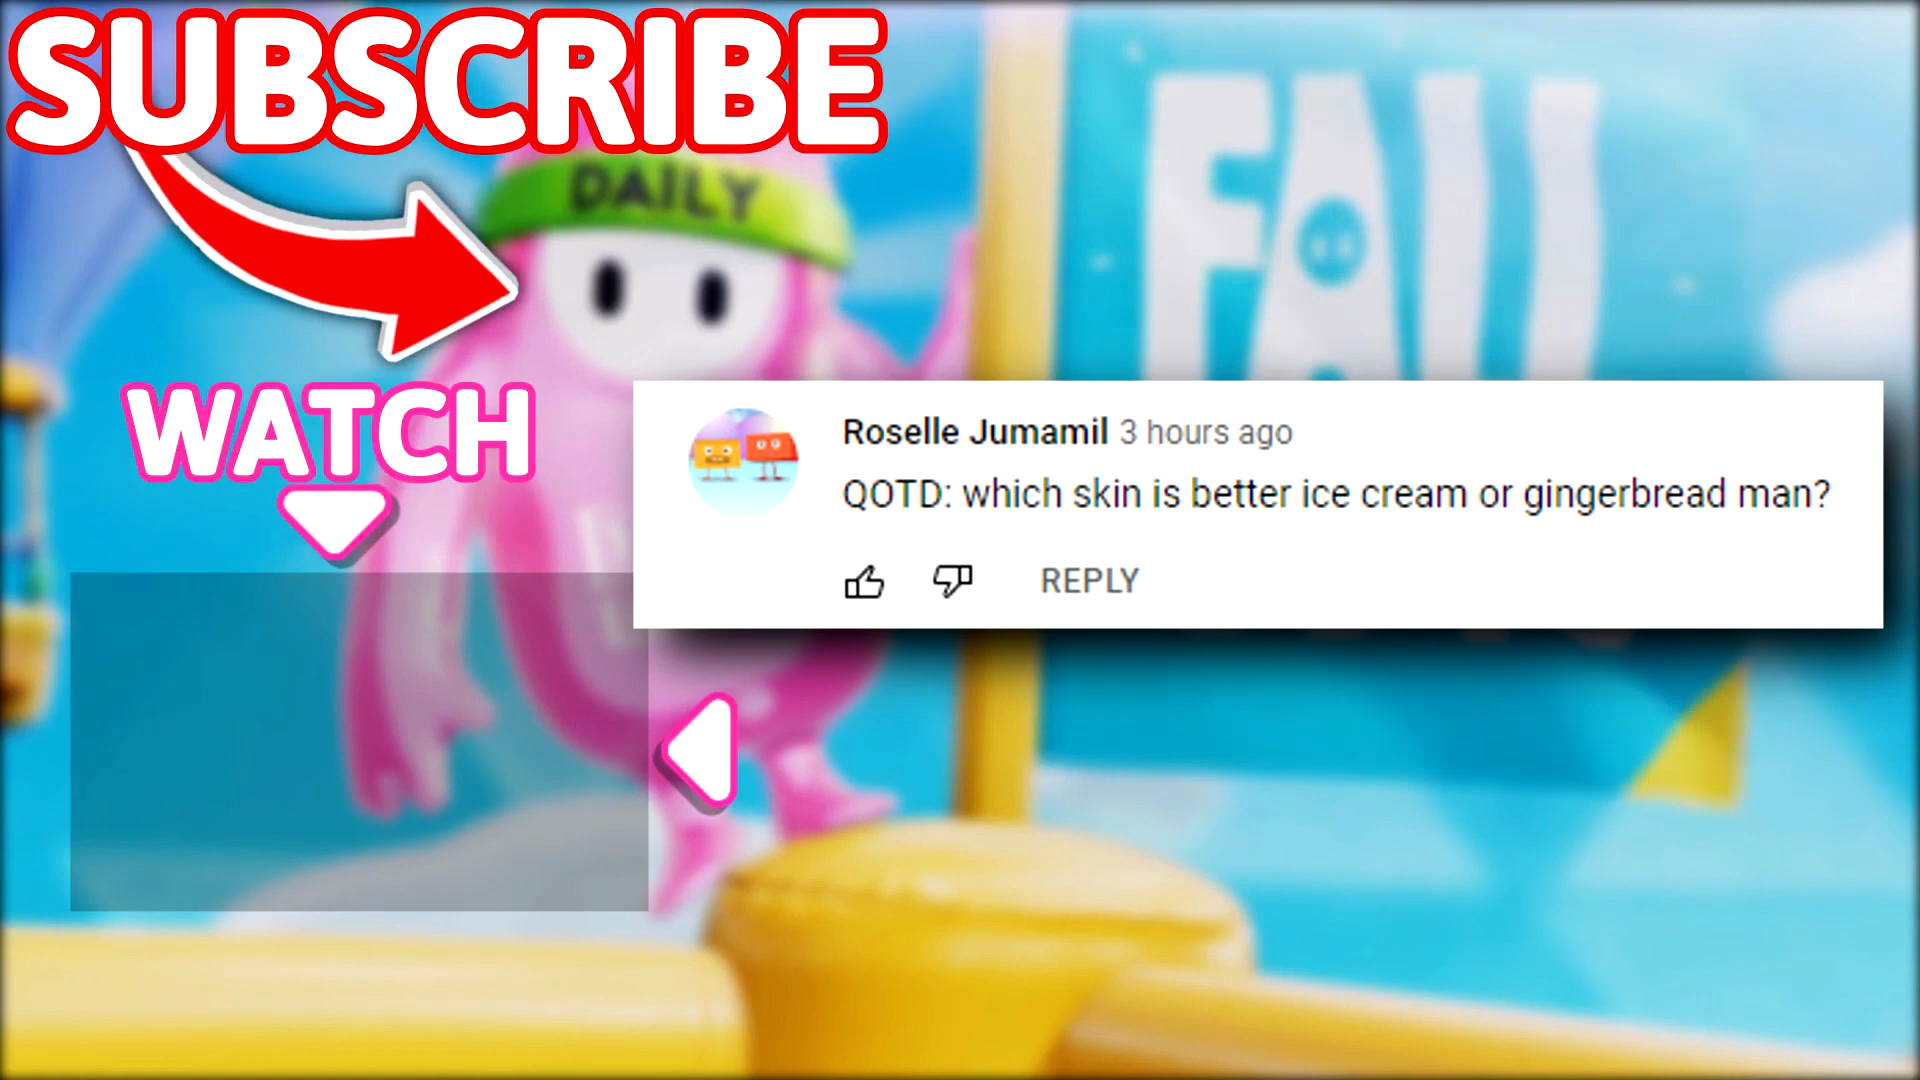 SUBSCRIBE
DAILY
FALL
WATCH
Roselle Jumamil 3 hours ago
QOTD: which skin is better ice cream or gingerbread man?
REPLY